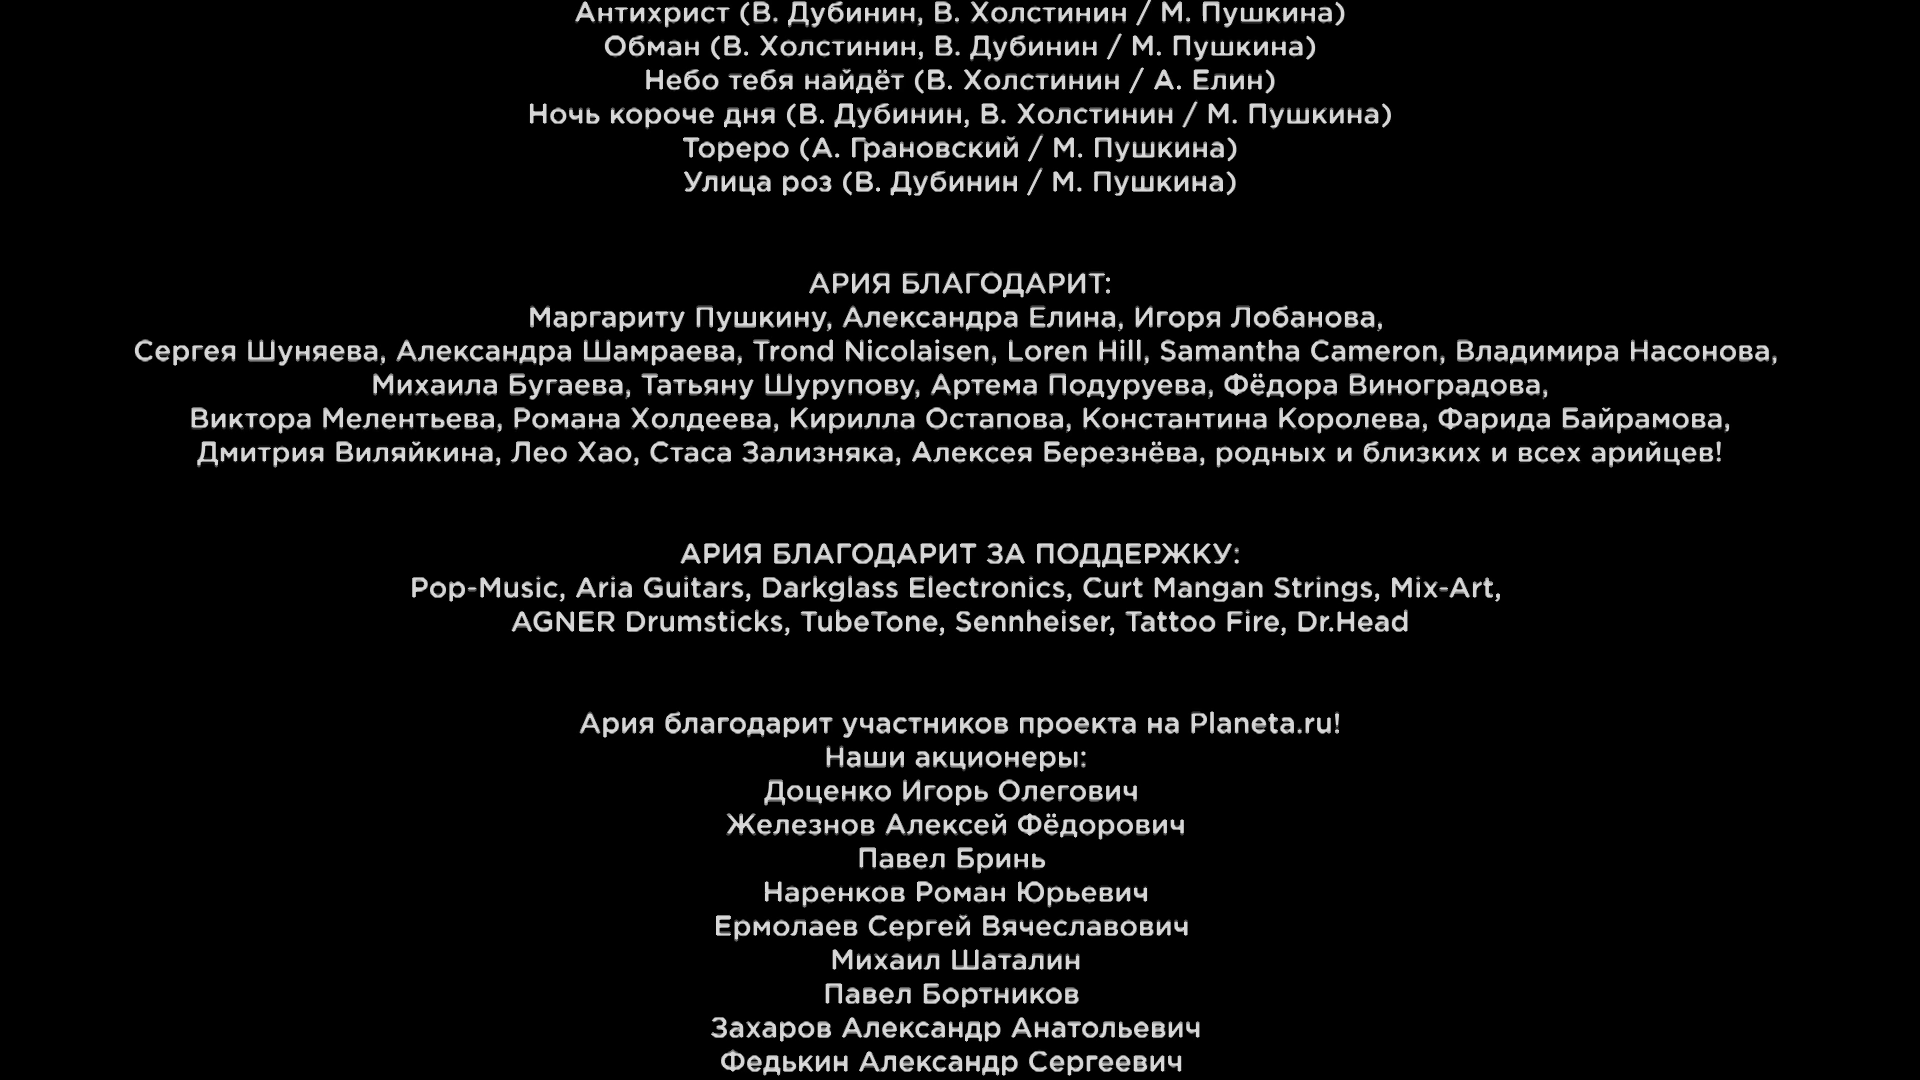 Антихрист (В. Дубинин, В. Холстинин / М. Пушкина)
Обман (В. Холстинин, В. Дубинин / М. Пушкина)
Небо тебя найдёт (В. Холстинин / А. Елин)
Ночь короче дня (В. Дубинин, В. Холстинин / М. Пушкина)
Тореро (А. Грановский / М. Пушкина)
Улица роз (В. Дубинин / М. Пушкина)
АРИЯ БЛАГОДАРИТ:
Маргариту Пушкину, Александра Елина, Игоря Лобанова,
Сергея Шуняева, Александра Шамраева, Trond Nicolaisen, Loren Hill, Samantha Cameron, Владимира Насонова,
Михаила Бугаева, Татьяну Шурупову, Артема Подуруева, Фёдора Виноградова,
Виктора Мелентьева, Романа Холдеева, Кирилла Остапова, Константина Королева, Фарида Байрамова,
Дмитрия Виляйкина, Лео Хао, Стаса Зализняка, Алексея Березнёва, родных и близких и всех арийцев!
АРИЯ БЛАГОДАРИТ ЗА ПОДДЕРЖКУ:
Pop-Music, Aria Guitars, Darkglass Electronics, Curt Mangan Strings, Mix-Art,
AGNER Drumsticks, TubeTone, Sennheiser, Tattoo Fire, Dr.Head
Ария благодарит участников проекта на Planeta.ru!
Наши акционеры:
Доценко Игорь Олегович
Железнов Алексей Фёдорович
Павел Бринь
Наренков Роман Юрьевич
Ермолаев Сергей Вячеславович
Михаил Шаталин
Павел Бортников
Захаров Александр Анатольевич
Федькин Александр Сергеевич